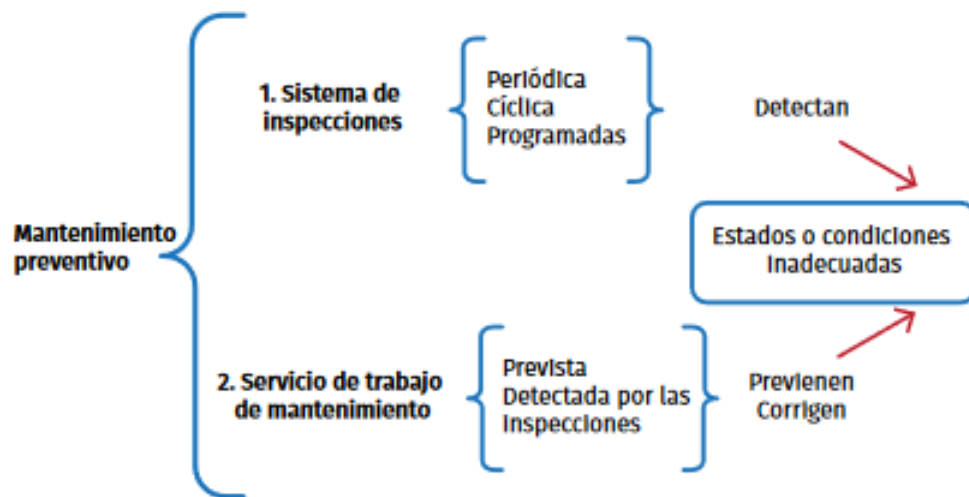 Mantenimiento
preventivo
1. Sistema de
inspecciones
Periódica
Cíclica
Programadas
Detectan
Estados o condiciones
Inadecuadas
2. Servicio de trabajo
de mantenimiento
Prevista
Detectada por las
Inspecciones
Previenen
Corrigen